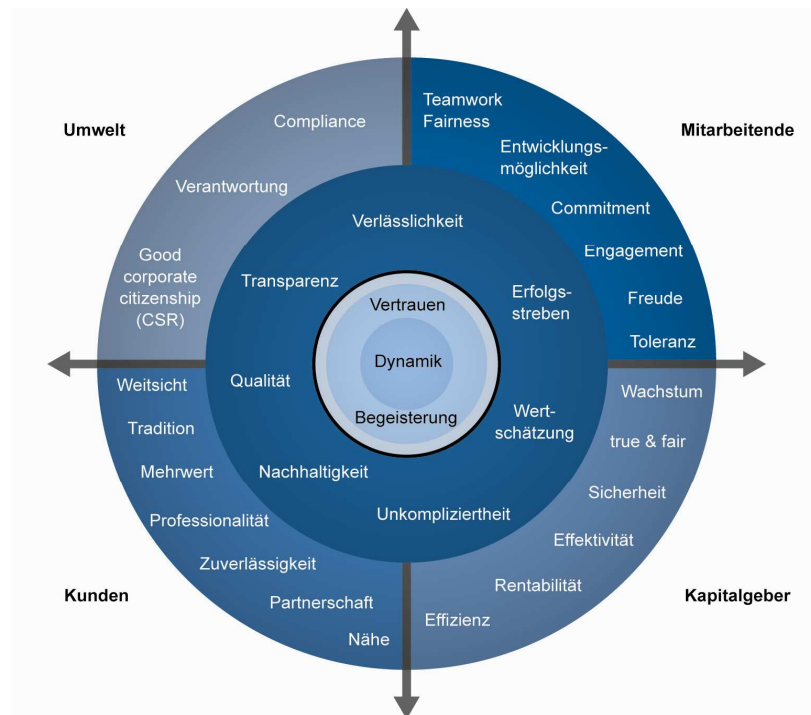 Umwelt
Compliance
Verantwortung
Good
corporate
citizenship
(CSR)
Mitarbeitende
Teamwork
Fairness
Entwicklungs-
möglichkeit
Commitment
Engagement
Freude
Toleranz
Verlässlichkeit
Transparenz
Erfolgs-
streben
Qualität
Wert-
schätzung
Nachhaltigkeit
Unkompliziertheit
Vertrauen
Dynamik
Begeisterung
Weitsicht
Tradition
Mehrwert
Professionalität
Zuverlässigkeit
Partnerschaft
Nähe
Kunden
Wachstum
true & fair
Sicherheit
Effektivität
Rentabilität
Effizienz
Kapitalgeber